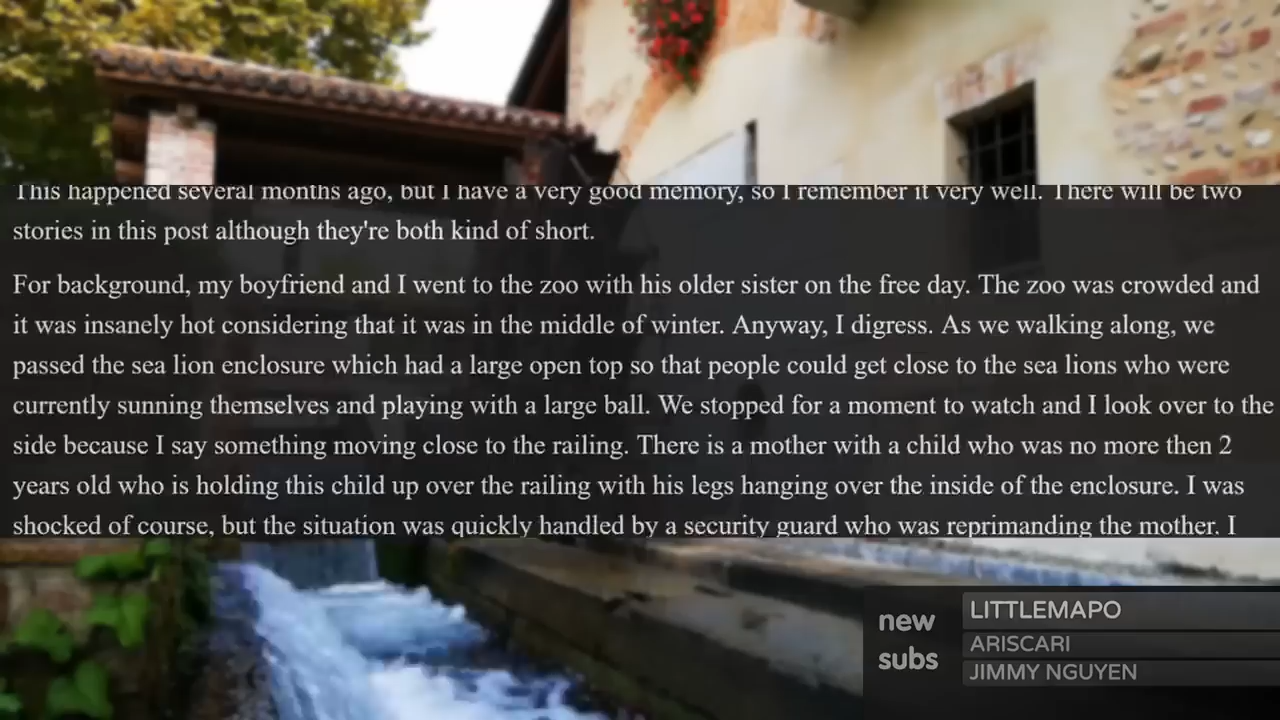 This happened several months ago, but I have a very good memory, so I remember it very well. There will be two
stories in this post although they're both kind of short.
For background, my boyfriend and I went to the zoo with his older sister on the free day. The zoo was crowded and
it was insanely hot considering that it was in the middle of winter. Anyway, I digress. As we walking along, we
passed the sea lion enclosure which had a large open top so that people could get close to the sea lions who were
currently sunning themselves and playing with a large ball. We stopped for a moment to watch and I look over to the
side because I say something moving close to the railing. There is a mother with a child who was no more then 2
years old who is holding this child up over the railing with his legs hanging over the inside of the enclosure. I was
shocked of course, but the situation was quickly handled by a security guard who was reprimanding the mother. I
new
subs
LITTLEMAPO
ARISCARI
JIMMY NGUYEN